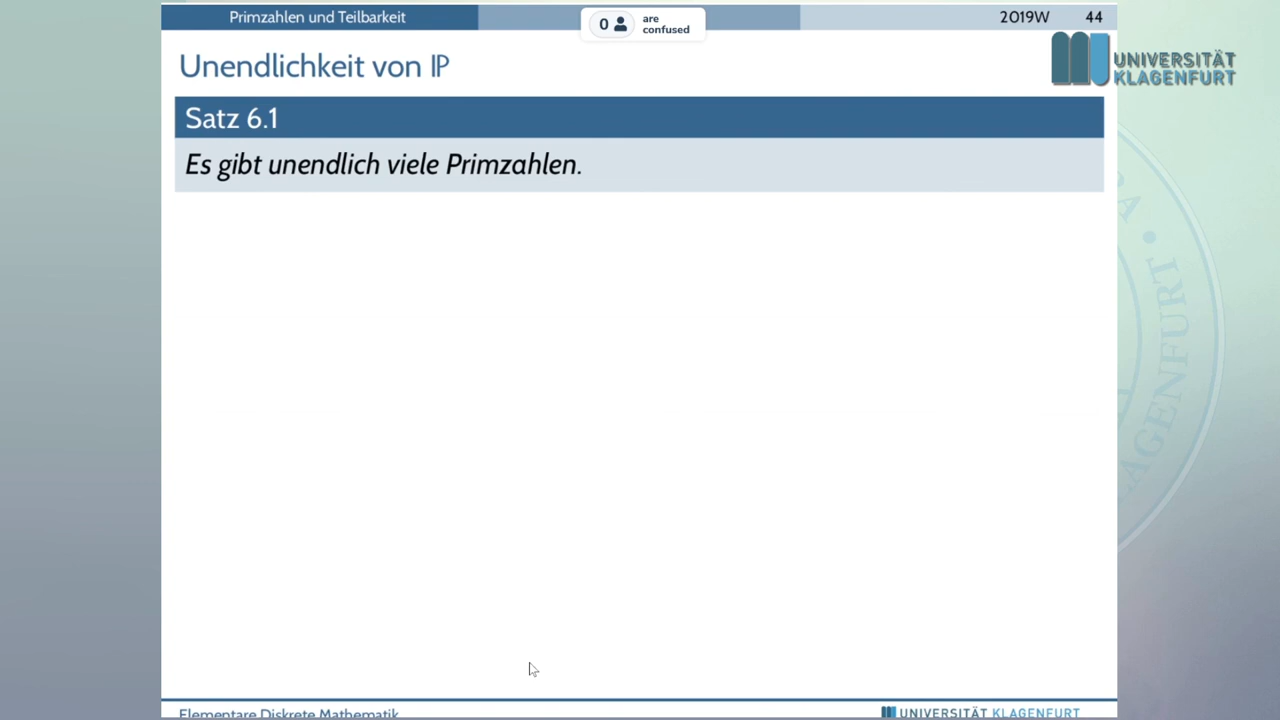 Primzahlen und Teilbarkeit
2019W 44
0 are confused
Unendlichkeit von ℙ
UNIVERSITÄT
KLAGENFURT
Satz 6.1
Es gibt unendlich viele Primzahlen.
KLAGENFURT
Elementare Diskrete Mathematik
UNIVERSITÄT KLAGENFURT